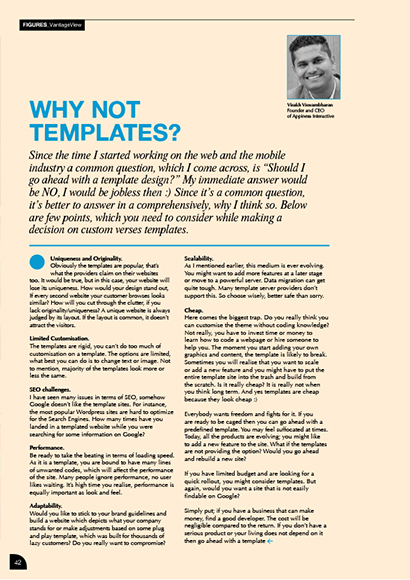 FIGURES_VantageView
Vinakh Viswambharan
Founder and CEO
of Appiness Interactive
WHY NOT
TEMPLATES?
Since the time I started working on the web and the mobile
industry a common question, which I come across, is “Should I
go ahead with a template design?” My immediate answer would
be NO, I would be jobless then :) Since it’s a common question,
it’s better to answer in a comprehensively, why I think so. Below
are few points, which you need to consider while making a
decision on custom verses templates.
Uniqueness and Originality.
Obviously the templates are popular, that’s
what the providers claim on their websites
too. It would be true, but in this case, your website will
lose its uniqueness. How would your design stand out,
If every second website your customer browses looks
similar? How will you cut through the clutter, if you
lack originality/uniqueness? A unique website is always
judged by its layout. If the layout is common, it doesn’t
attract the visitors.
Limited Customisation.
The templates are rigid, you can’t do too much of
customisation on a template. The options are limited,
what best you can do is to change text or image. Not
to mention, majority of the templates look more or
less the same.
SEO challenges.
I have seen many issues in terms of SEO, somehow
Google doesn’t like the template sites. For instance,
the most popular Wordpress sites are hard to optimize
for the Search Engines. How many times have you
landed in a templated website while you were
searching for some information on Google?
Performance.
Be ready to take the beating in terms of loading speed.
As it is a template, you are bound to have many lines
of unwanted codes, which will affect the performance
of the site. Many people ignore performance, no user
likes waiting. It’s high time you realise, performance is
equally important as look and feel.
Adaptability.
Would you like to stick to your brand guidelines and
build a website which depicts what your company
stands for or make adjustments based on some plug
and play template, which was built for thousands of
lazy customers? Do you really want to compromise?
Scalability.
As I mentioned earlier, this medium is ever evolving.
You might want to add more features at a later stage
or move to a powerful server. Data migration can get
quite tough. Many template server providers don’t
support this. So choose wisely, better safe than sorry.
Cheap.
Here comes the biggest trap. Do you really think you
can customise the theme without coding knowledge?
Not really, you have to invest time or money to
learn how to code a webpage or hire someone to
help you. The moment you start adding your own
graphics and content, the template is likely to break.
Sometimes you will realise that you want to scale
or add a new feature and you might have to put the
entire template site into the trash and build from
the scratch. Is it really cheap? It is really not when
you think long term. And yes templates are cheap
because they look cheap :)
Everybody wants freedom and fights for it. If you
are ready to be caged then you can go ahead with a
predefined template. You may feel suffocated at times.
Today, all the products are evolving; you might like
to add a new feature to the site. What if the templates
are not providing the option? Would you go ahead
and rebuild a new site?
If you have limited budget and are looking for a
quick rollout, you might consider templates. But
again, would you want a site that is not easily
findable on Google?
Simply put; if you have a business that can make
money, find a good developer. The cost will be
negligible compared to the return. If you don’t have a
serious product or your living does not depend on it
then go ahead with a template
42